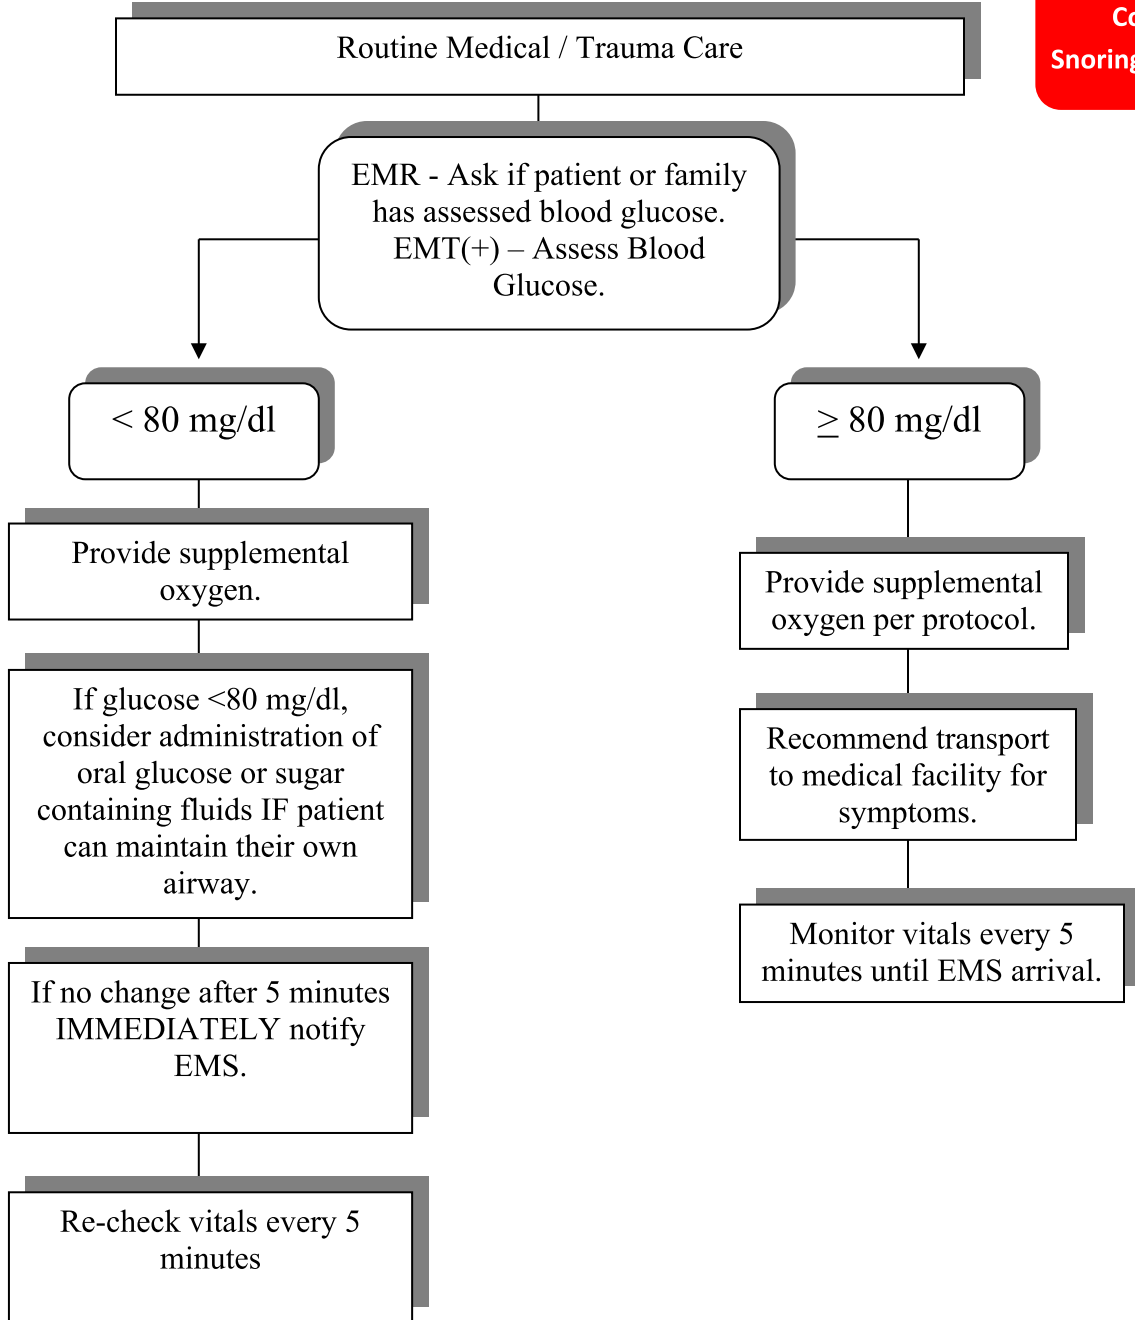 Routine Medical / Trauma Care
Snoring
EMR - Ask if patient or family
has assessed blood glucose.
EMT(+) – Assess Blood
Glucose.
< 80 mg/dl
≥ 80 mg/dl
Provide supplemental
oxygen.
If glucose <80 mg/dl,
consider administration of
oral glucose or sugar
containing fluids IF patient
can maintain their own
airway.
If no change after 5 minutes
IMMEDIATELY notify
EMS.
Re-check vitals every 5
minutes
Provide supplemental
oxygen per protocol.
Recommend transport
to medical facility for
symptoms.
Monitor vitals every 5
minutes until EMS arrival.